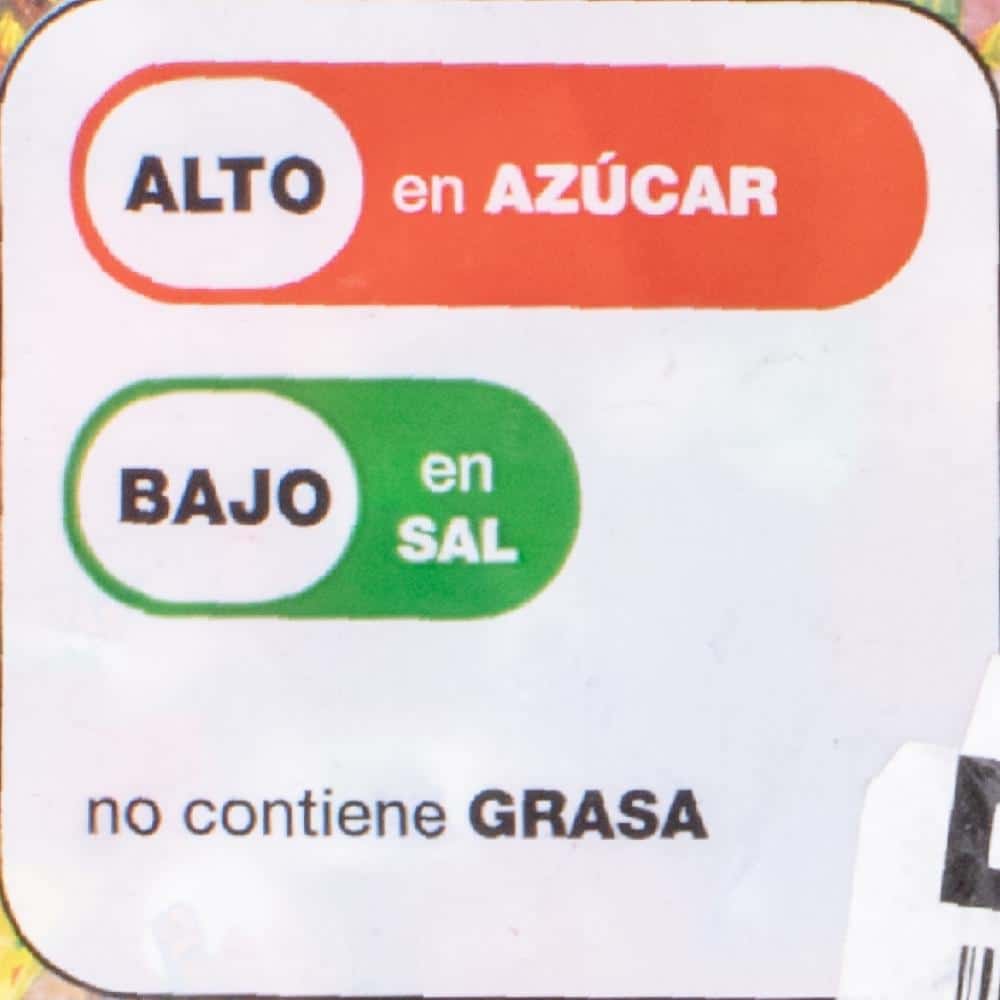 ALTO en AZÚCAR
BAJO en
SAL
no contiene GRASA